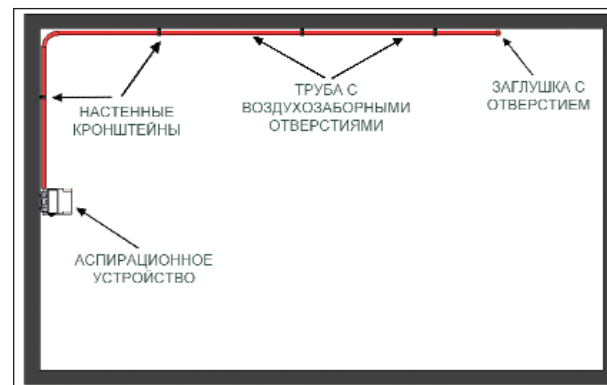 НАСТЕННЫЕ
КРОНШТЕЙНЫ
ТРУБА С
ВОЗДУХОЗАБОРНЫМИ
ОТВЕРСТИЯМИ
ЗАГЛУШКА С
ОТВЕРСТИЕМ
АСПИРАЦИОННОЕ
УСТРОЙСТВО